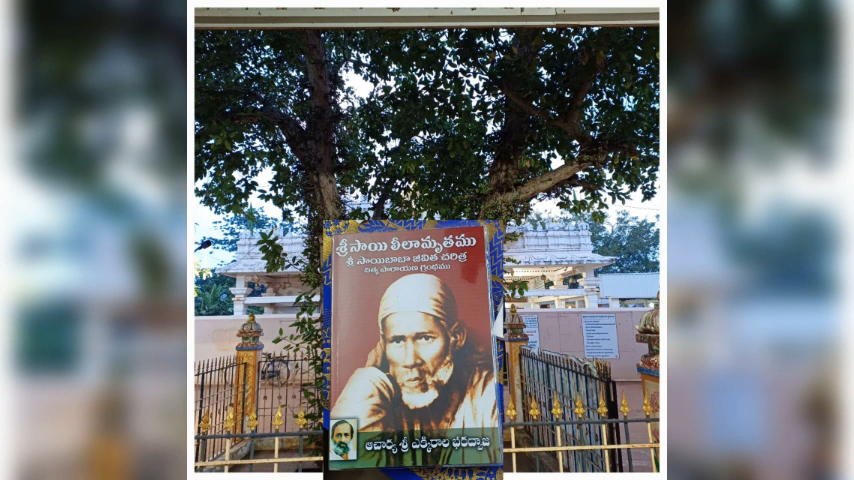 శ్రీ సాయి లీలామృతము
శ్రీ సాయిబాబా జీవిత చరిత్ర
నిత్య పారాయణ గ్రంథము
ఆచార్య శ్రీ ఎక్కిరాల భరద్వాజ